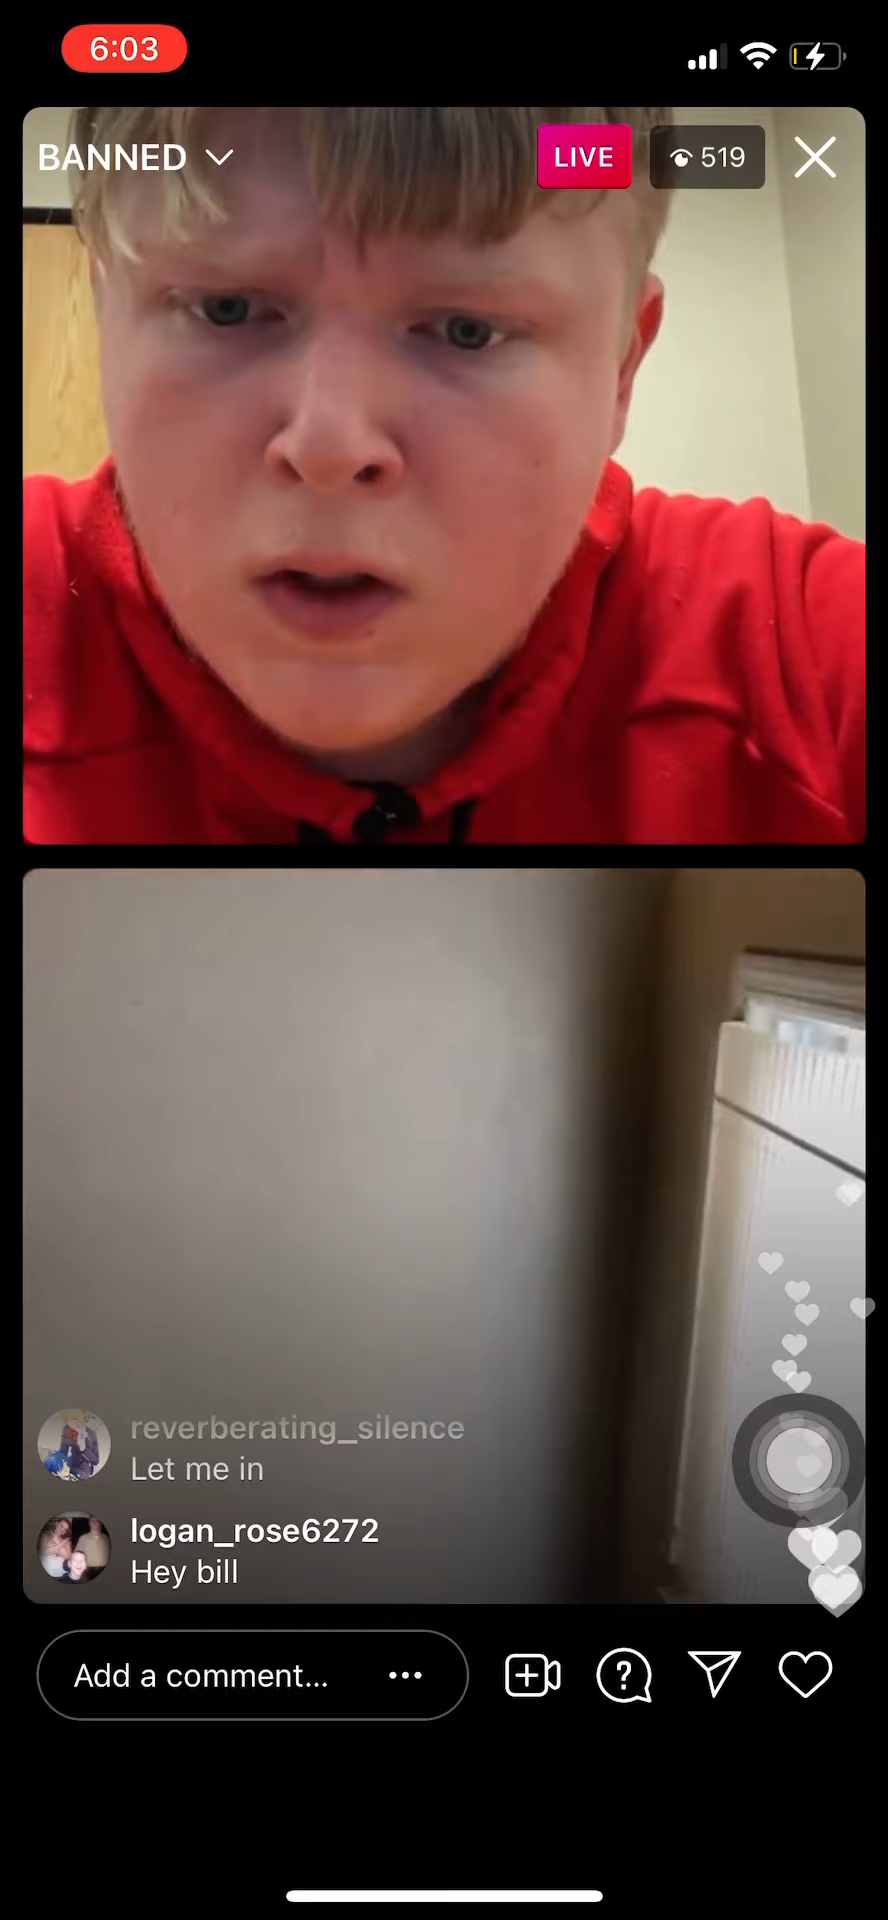 6:03
BANNED
LIVE
519
reverberating_silence
Let me in
logan_rose6272
Hey bill
Add a comment...